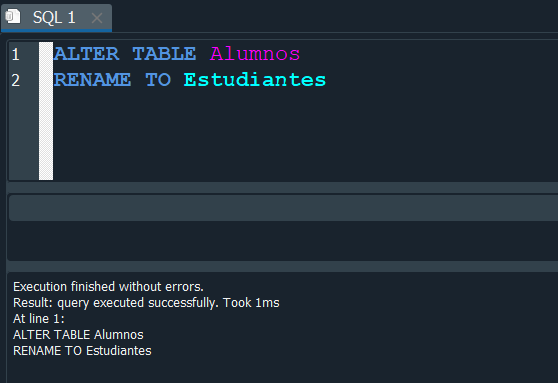 SQL 1
1 ALTER TABLE Alumnos
2 RENAME TO Estudiantes
Execution finished without errors.
Result: query executed successfully. Took 1ms
At line 1:
ALTER TABLE Alumnos
RENAME TO Estudiantes